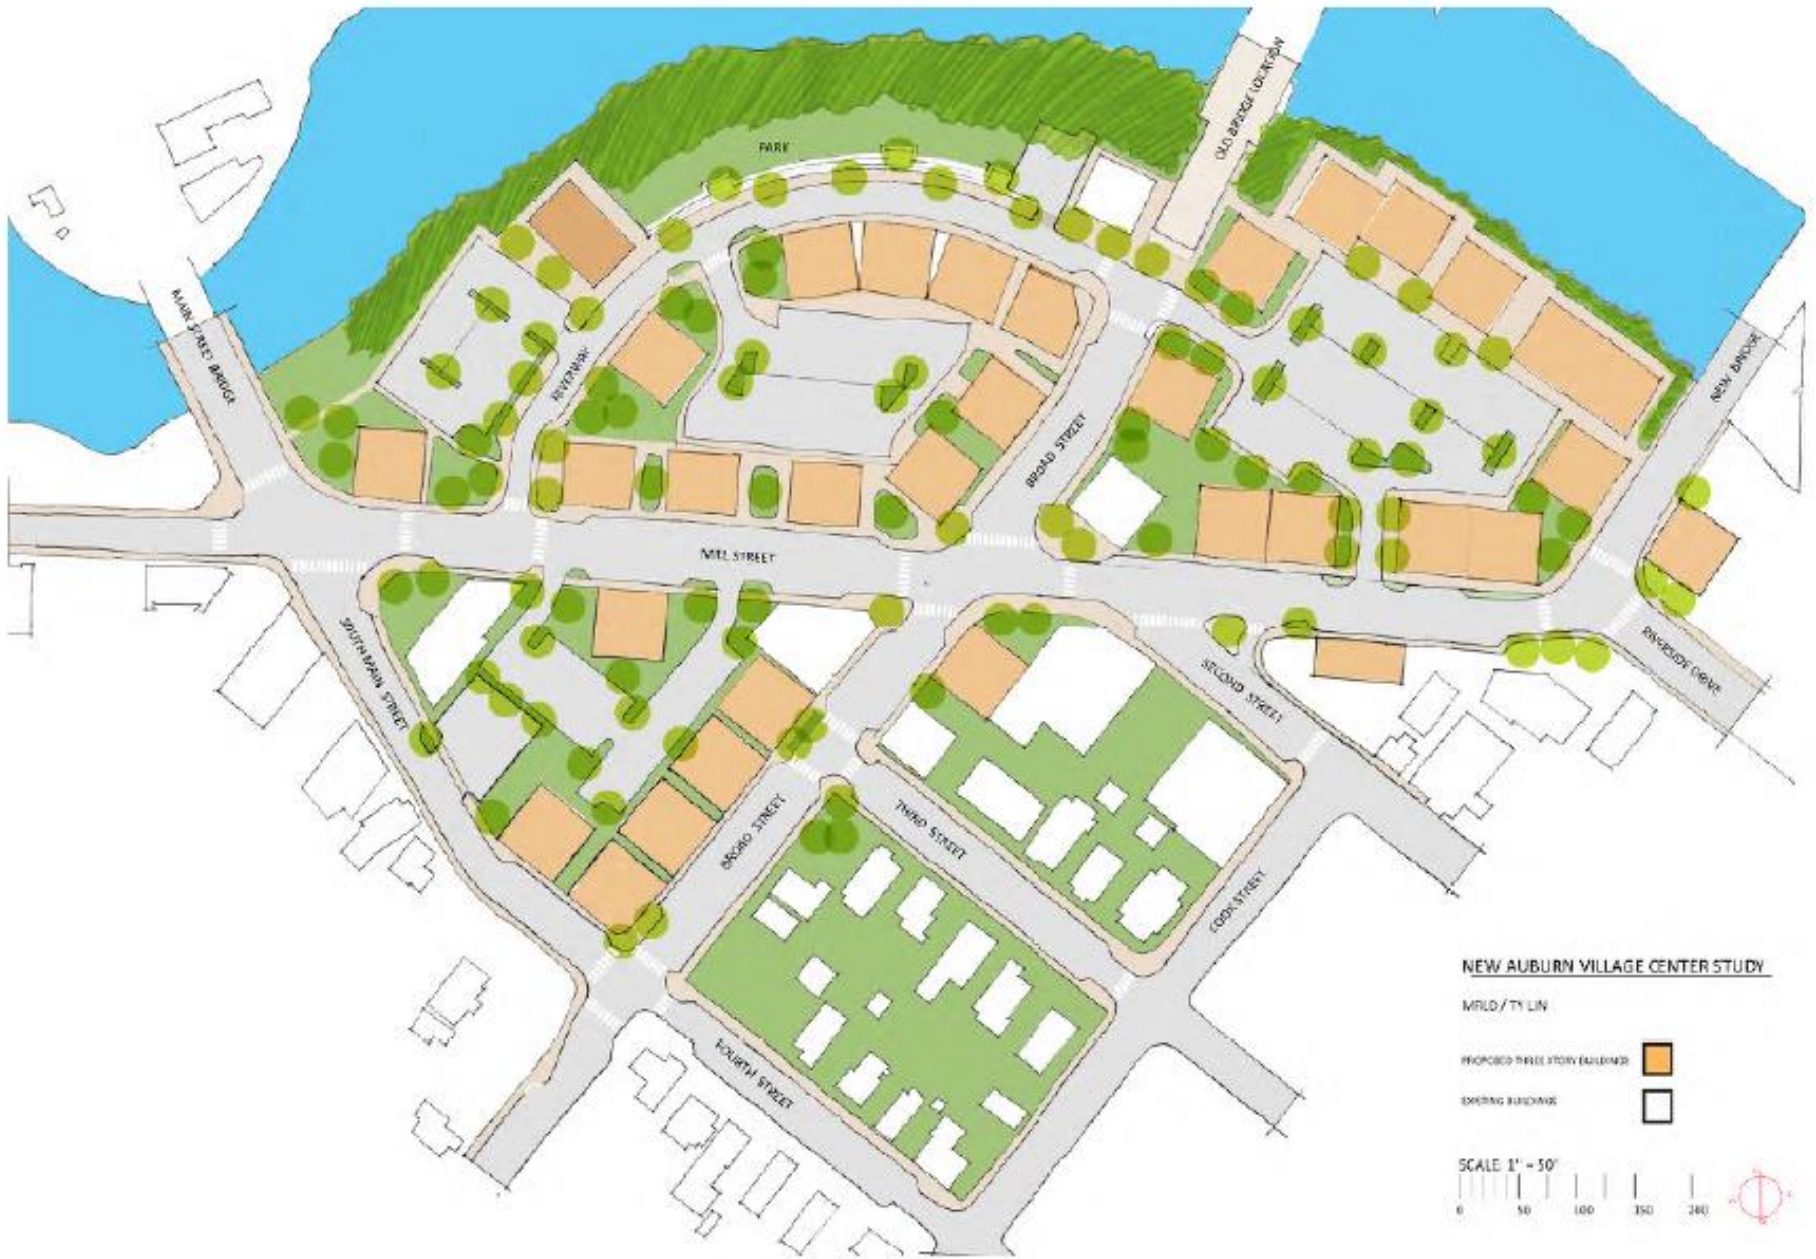 OLD BRIDGE LOCATION
PARK
MAIN STREET BRIDGE
RIVERWAY
NEW BRIDGE
BROAD STREET
MILL STREET
SOUTH MAIN STREET
SECOND STREET
RIVERSIDE DRIVE
BROAD STREET
THIRD STREET
COOK STREET
FOURTH STREET
NEW AUBURN VILLAGE CENTER STUDY
MRLD / TY LIN
PROPOSED THREE STORY BUILDINGS
EXISTING BUILDINGS
SCALE: 1" = 50'
0 50 100 150 200